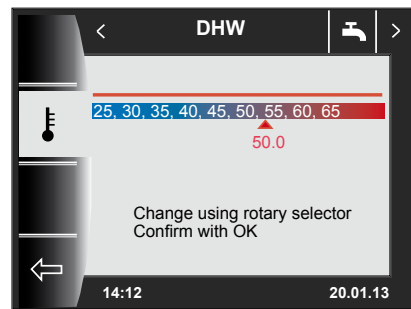 < DHW >
25, 30, 35, 40, 45, 50, 55, 60, 65
50.0
Change using rotary selector
Confirm with OK
14:12 20.01.13